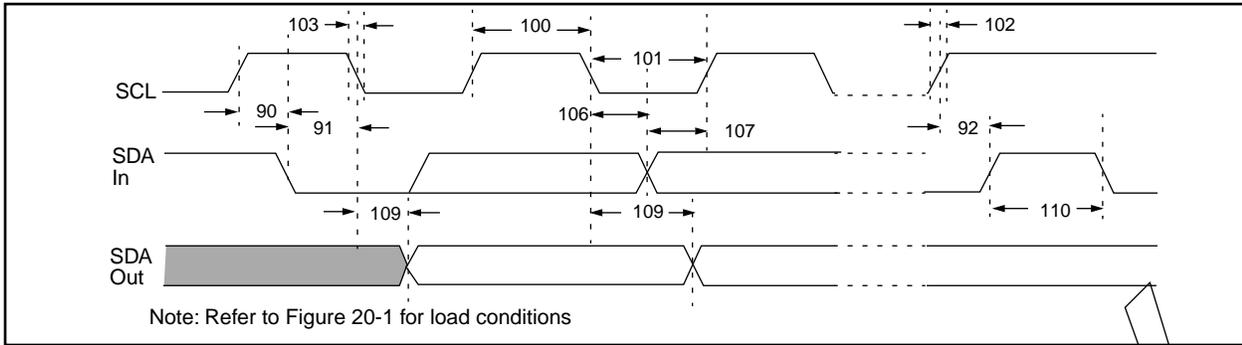 103
100
102
101
SCL
90
106
91
107
92
SDA
In
109
109
110
SDA
Out
Note: Refer to Figure 20-1 for load conditions